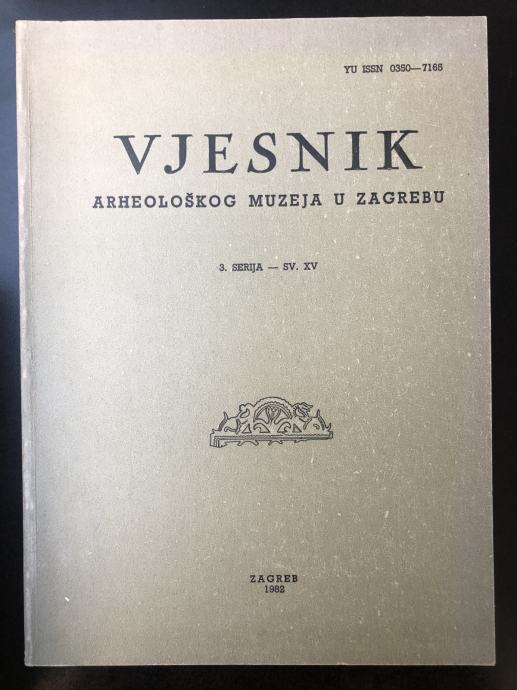 YU ISSN 0350—7165
VJESNIK
ARHEOLOŠKOG MUZEJA U ZAGREBU
3. SERIJA — SV. XV
ZAGREB
1982